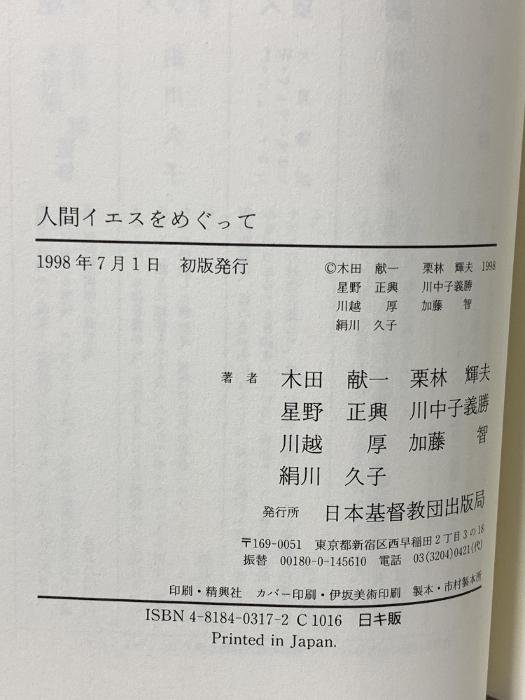 人間イエスをめぐって
1998年7月1日 初版発行
©木田 献一 栗林 輝夫 1998
星野 正興 川中子義勝
川越 厚 加藤 智
絹川 久子
著者 木田 献一 栗林 輝夫
星野 正興 川中子義勝
川越 厚 加藤 智
絹川 久子
発行所 日本基督教団出版局
〒169-0051 東京都新宿区西早稲田2丁目3の18
振替 00180-0-145610 電話 03(3204)0421(代)
印刷・精興社 カバー印刷・伊坂美術印刷 製本・市村製本所
ISBN 4-8184-0317-2 C 1016 日キ販
Printed in Japan.